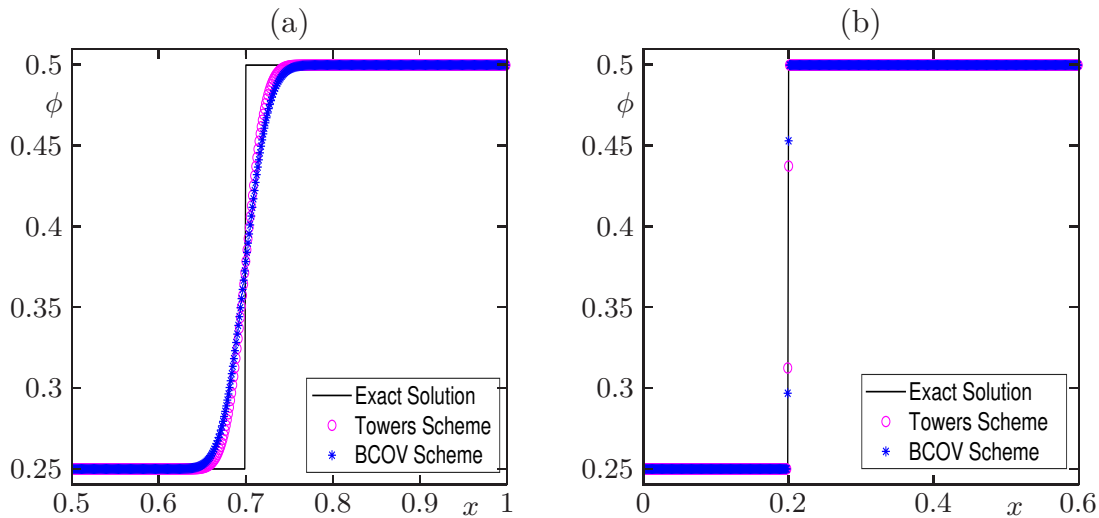 (a)
0.5
ϕ
0.45
0.4
0.35
0.3
0.25
0.5
0.6
0.7
0.8
0.9
x
1
Exact Solution
Towers Scheme
BCOV Scheme
(b)
0.5
ϕ
0.45
0.4
0.35
0.3
0.25
0
0.2
0.4
x
0.6
Exact Solution
Towers Scheme
BCOV Scheme